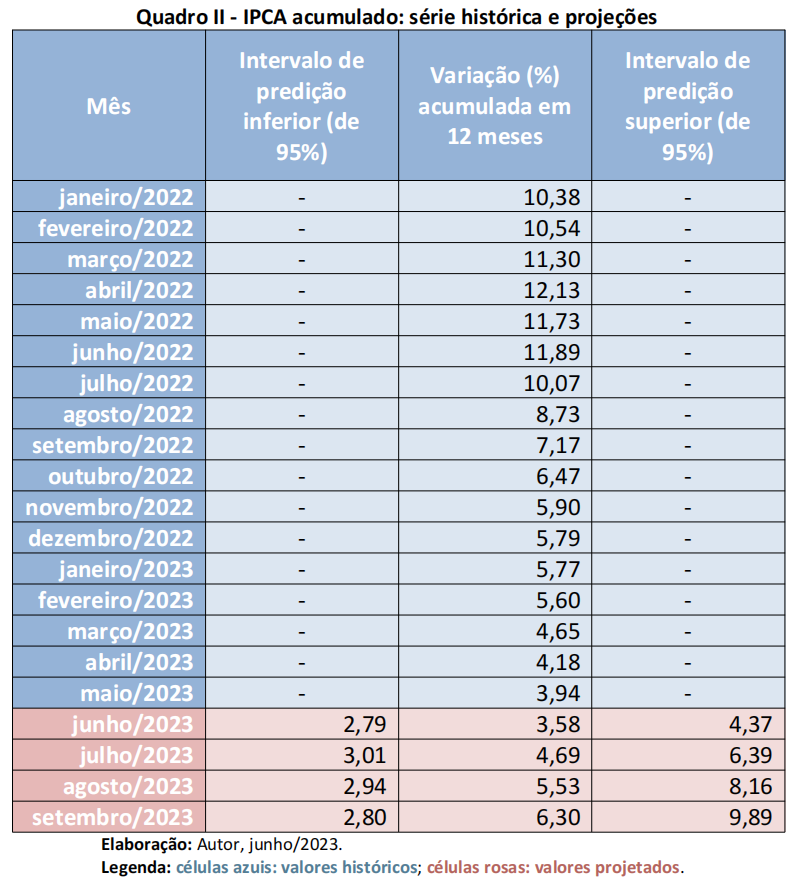 Quadro II - IPCA acumulado: série histórica e projeções
Mês
Intervalo de
predição
inferior (de
95%)
Variação (%)
acumulada em
12 meses
Intervalo de
predição
superior (de
95%)
janeiro/2022 - 10,38 -
fevereiro/2022 - 10,54 -
março/2022 - 11,30 -
abril/2022 - 12,13 -
maio/2022 - 11,73 -
junho/2022 - 11,89 -
julho/2022 - 10,07 -
agosto/2022 - 8,73 -
setembro/2022 - 7,17 -
outubro/2022 - 6,47 -
novembro/2022 - 5,90 -
dezembro/2022 - 5,79 -
janeiro/2023 - 5,77 -
fevereiro/2023 - 5,60 -
março/2023 - 4,65 -
abril/2023 - 4,18 -
maio/2023 - 3,94 -
junho/2023 2,79 3,58 4,37
julho/2023 3,01 4,69 6,39
agosto/2023 2,94 5,53 8,16
setembro/2023 2,80 6,30 9,89
Elaboração: Autor, junho/2023.
Legenda: células azuis: valores históricos; células rosas: valores projetados.